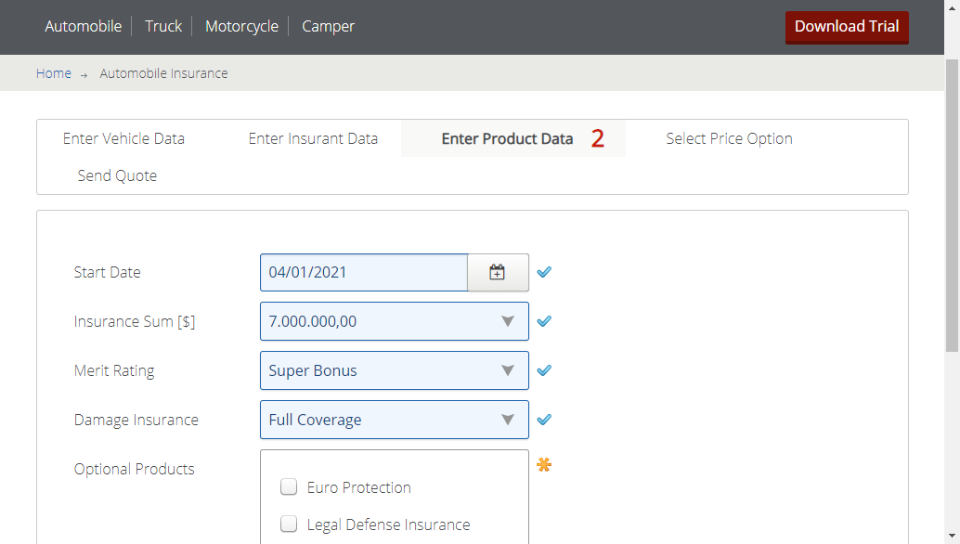 Automobile Truck Motorcycle Camper Download Trial
Home → Automobile Insurance
Enter Vehicle Data Enter Insurant Data Enter Product Data 2 Select Price Option
Send Quote
Start Date 04/01/2021
Insurance Sum [$] 7.000.000,00
Merit Rating Super Bonus
Damage Insurance Full Coverage
Optional Products
Euro Protection
Legal Defense Insurance